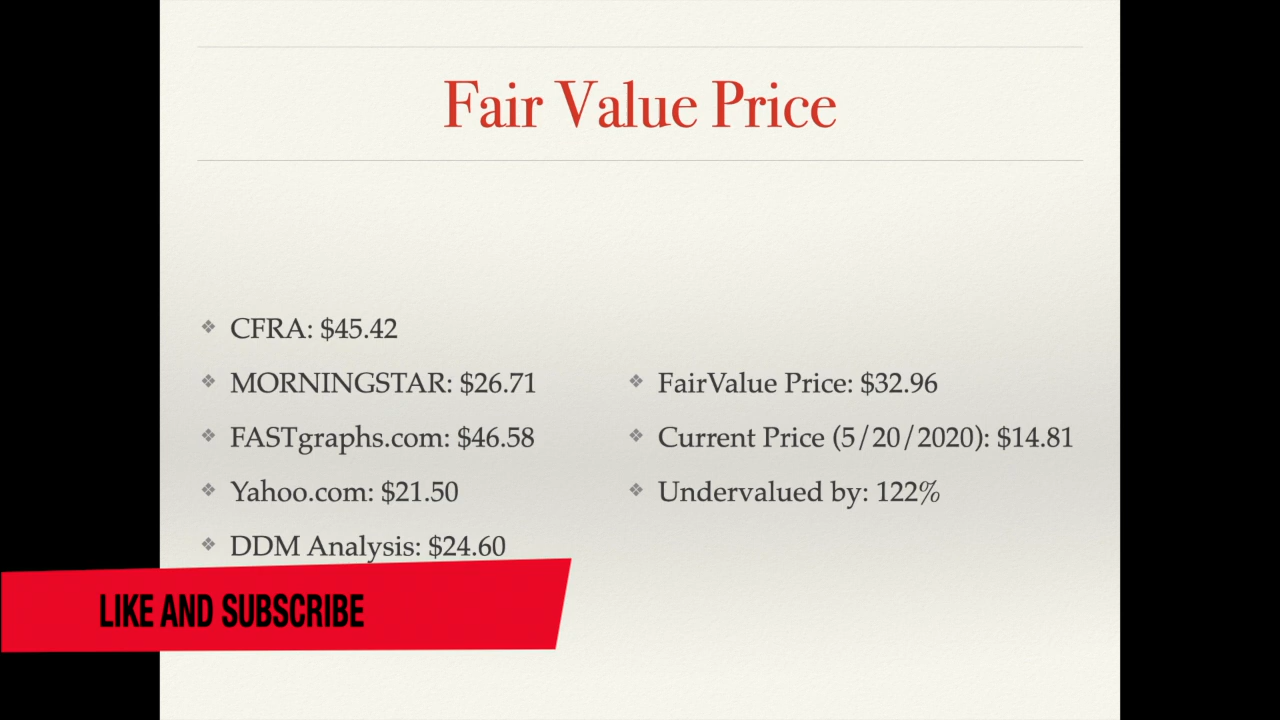 Fair Value Price
CFRA: $45.42
MORNINGSTAR: $26.71
FASTgraphs.com: $46.58
Yahoo.com: $21.50
DDM Analysis: $24.60
FairValue Price: $32.96
Current Price (5/20/2020): $14.81
Undervalued by: 122%
LIKE AND SUBSCRIBE